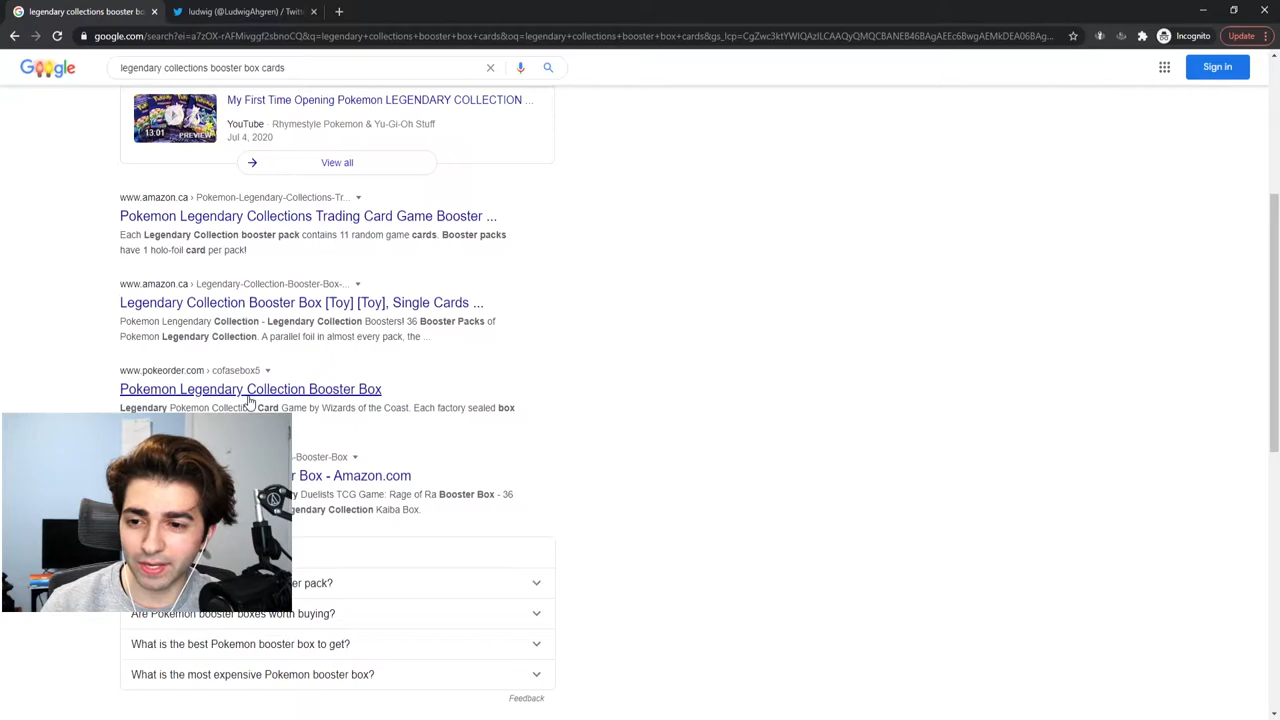 legendary collections booster bo
ludwig (@LudwigAhgren) / Twitt
google.com/search?ei=a7zOX-rAFMivggf2sbnoCQ&q=legendary+collections+booster+box+cards&oq=legendary+collections+booster+box+cards&gs_lcp=
Incognito
Update
Google
legendary collections booster box cards
Sign in
My First Time Opening Pokemon LEGENDARY COLLECTION ...
13:01
PREVIEW
YouTube · Rhymestyle Pokemon & Yu-Gi-Oh Stuff
Jul 4, 2020
View all
www.amazon.ca › Pokemon-Legendary-Collections-Tr...
Pokemon Legendary Collections Trading Card Game Booster ...
Each Legendary Collection booster pack contains 11 random game cards. Booster packs
have 1 holo-foil card per pack!
www.amazon.ca › Legendary-Collection-Booster-Box-...
Legendary Collection Booster Box [Toy] [Toy], Single Cards ...
Pokemon Lengendary Collection - Legendary Collection Boosters! 36 Booster Packs of
Pokemon Legendary Collection. A parallel foil in almost every pack, the ...
www.pokeorder.com › cofasebox5
Pokemon Legendary Collection Booster Box
Legendary Pokemon Collection Card Game by Wizards of the Coast. Each factory sealed box
-Booster-Box
r Box - Amazon.com
y Duelists TCG Game: Rage of Ra Booster Box - 36
gendary Collection Kaiba Box.
er pack?
Are Pokemon booster boxes worth buying?
What is the best Pokemon booster box to get?
What is the most expensive Pokemon booster box?
Feedback